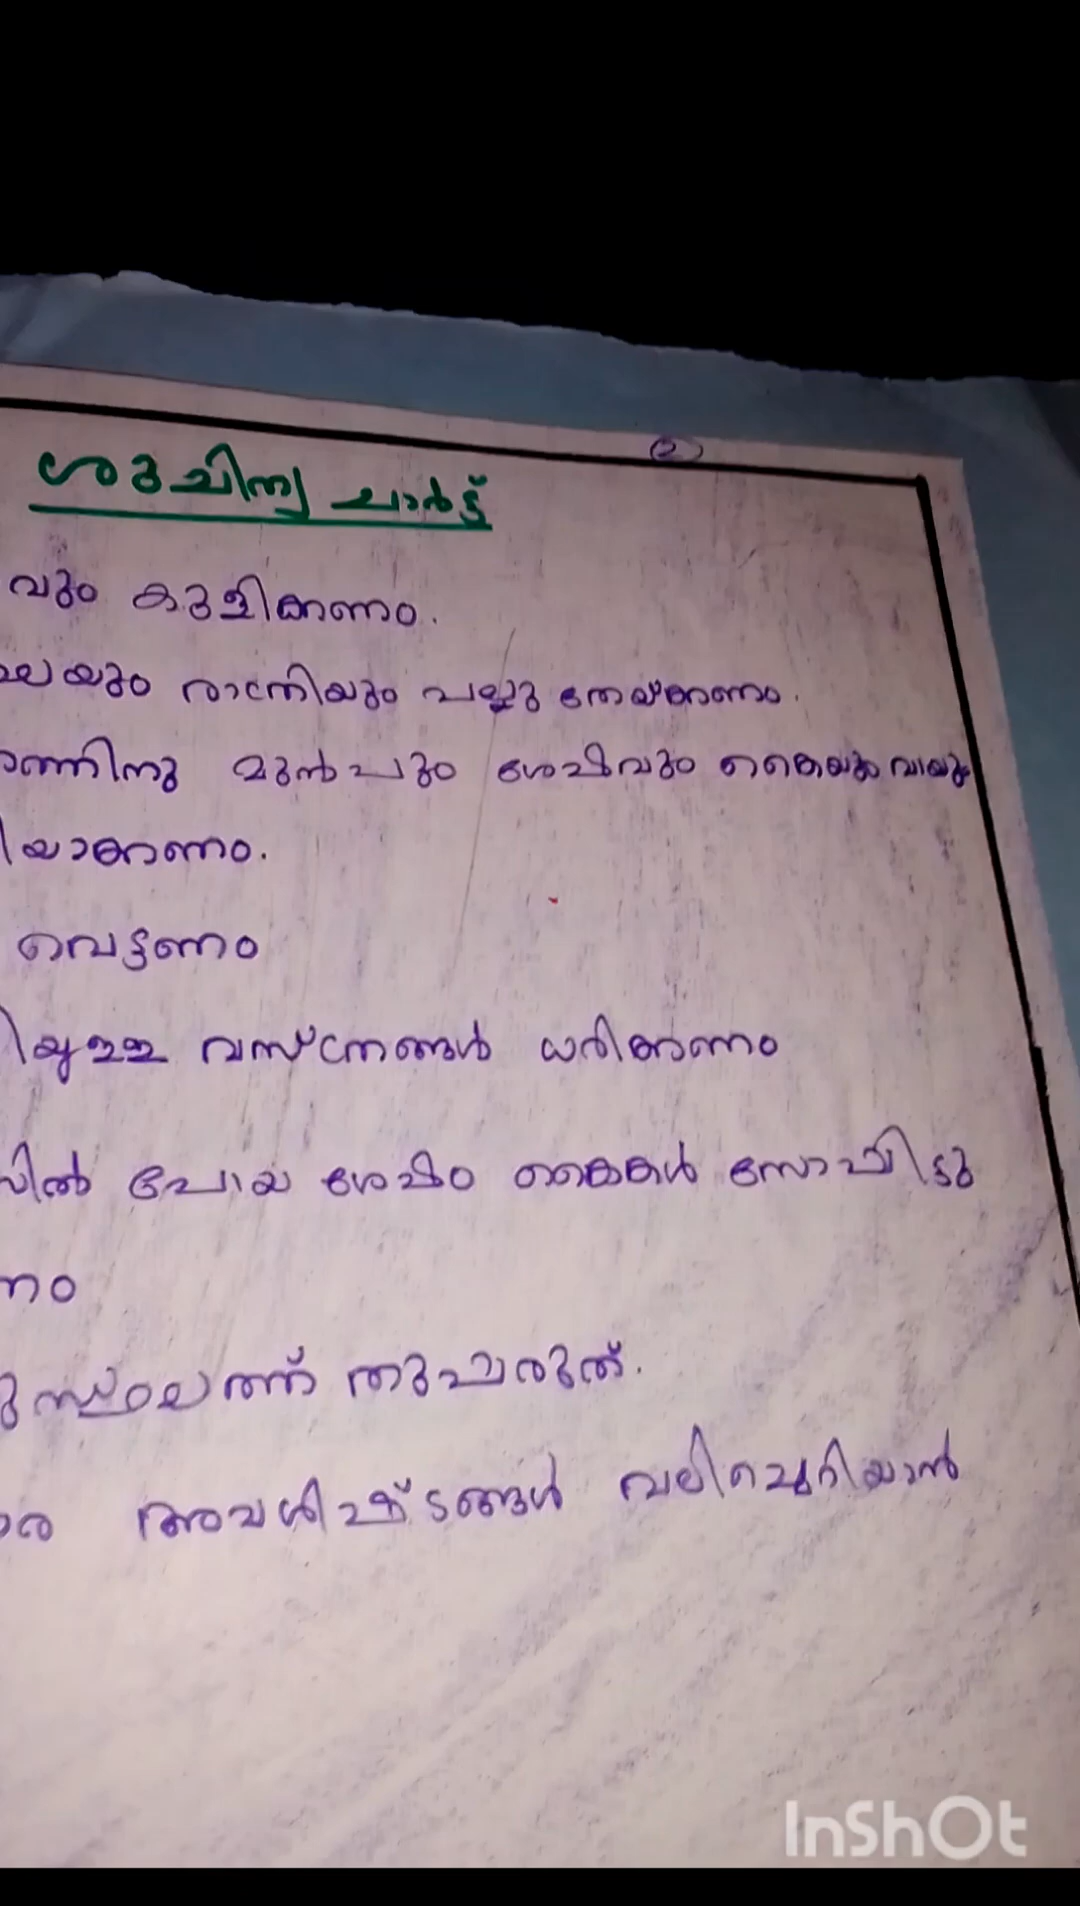 ②
ശുചിത്വ ചാർട്ട്
വും കുളിക്കണം.
ലയും രാത്രിയും പല്ലു തേയ്ക്കണം.
ത്തിനു മുൻപും ശേഷവും കൈയും വായും
ിയാക്കണം.
വെട്ടണം
ിയുള്ള വസ്ത്രങ്ങൾ ധരിക്കണം
ിൽ പോയ ശേഷം കൈകൾ സോപ്പിട്ടു
ണം
സ്ഥലത്ത് തുപ്പരുത്.
ര അവശിഷ്ടങ്ങൾ വലിച്ചെറിയാൻ
InShOt